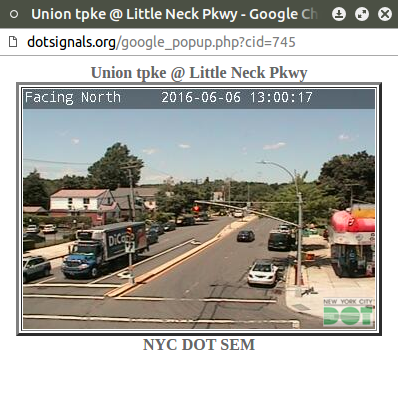 Union tpke @ Little Neck Pkwy - Google Ch
dotsignals.org/google_popup.php?cid=745
Union tpke @ Little Neck Pkwy
Facing North 2016-06-06 13:00:17
NEW YORK CITY
DOT
NYC DOT SEM